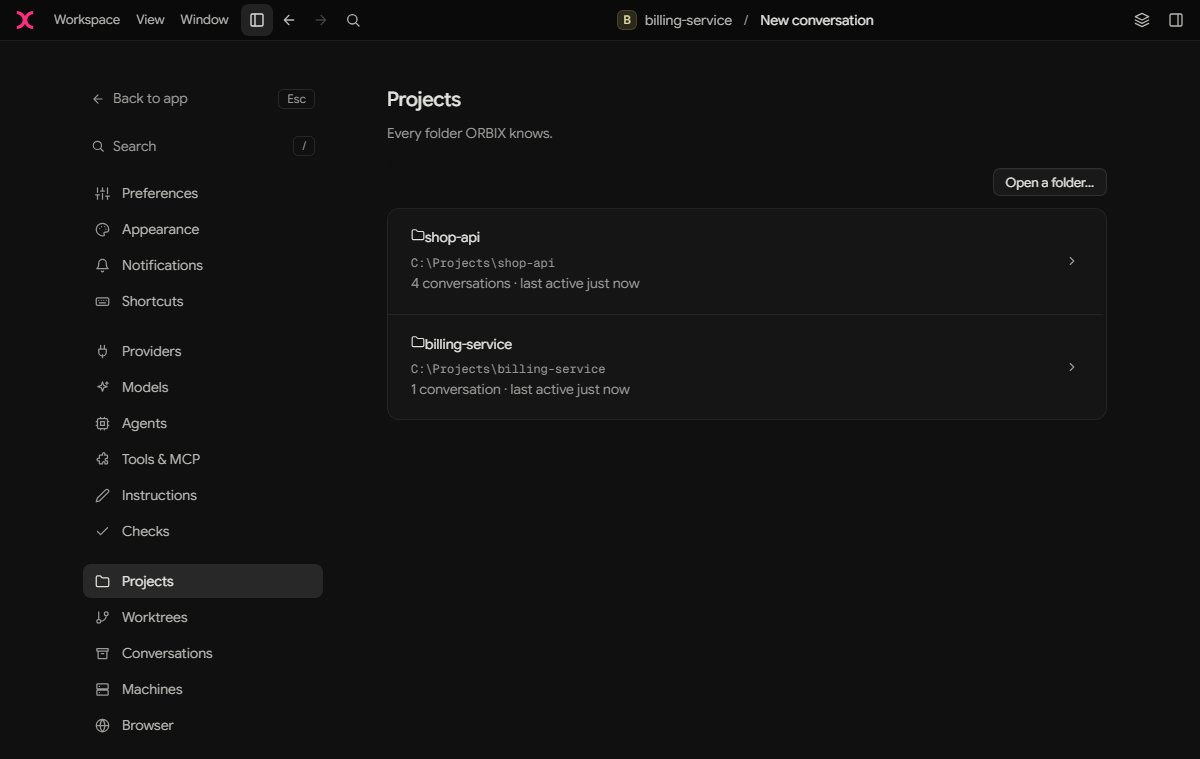 Workspace View Window
B billing-service / New conversation
Back to app Esc
Search /
Preferences
Appearance
Notifications
Shortcuts
Providers
Models
Agents
Tools & MCP
Instructions
Checks
Projects
Worktrees
Conversations
Machines
Browser
Projects
Every folder ORBIX knows.
Open a folder...
shop-api
C:\Projects\shop-api
4 conversations · last active just now
billing-service
C:\Projects\billing-service
1 conversation · last active just now